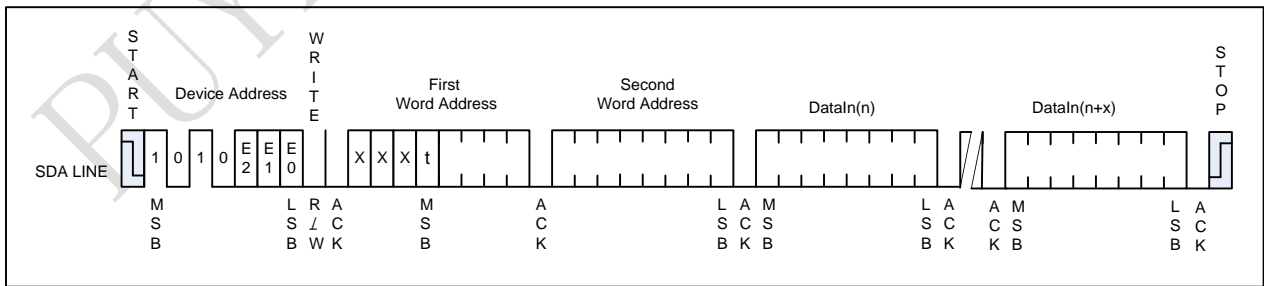 PUY
START
WRITE
STOP
Device Address
First
Word Address
Second
Word Address
DataIn(n)
DataIn(n+x)
SDA LINE
1 0 1 0 E2 E1 E0
X X X t
MSB
LSB
R/W
ACK
MSB
ACK
LSB
ACK
MSB
LSB
ACK
ACK
MSB
LSB
ACK